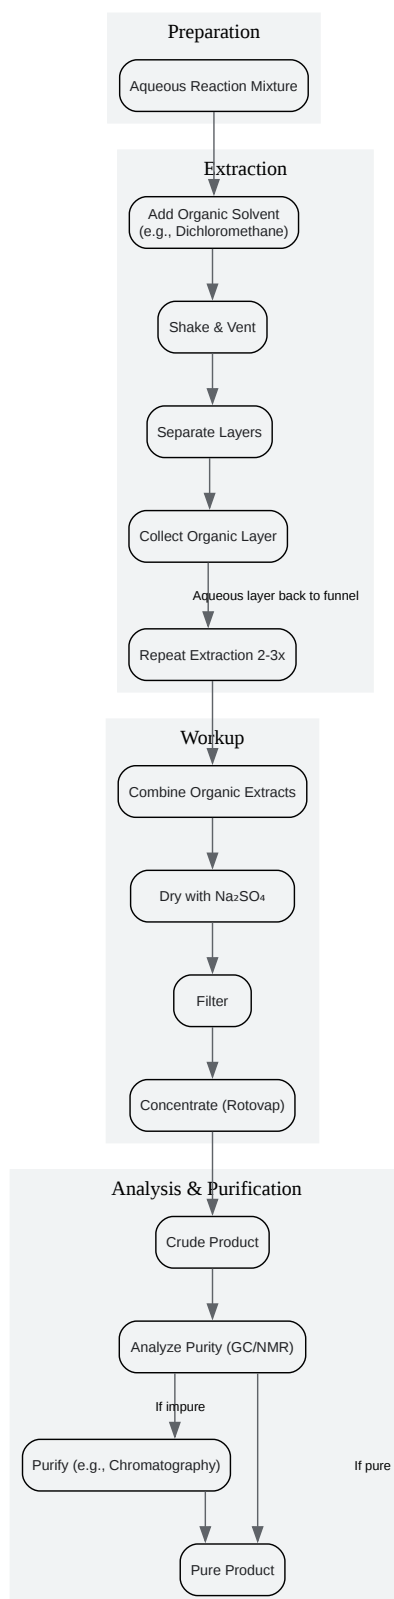 Preparation
Aqueous Reaction Mixture
Extraction
Add Organic Solvent
(e.g., Dichloromethane)
Shake & Vent
Separate Layers
Collect Organic Layer
Aqueous layer back to funnel
Repeat Extraction 2-3x
Workup
Combine Organic Extracts
Dry with Na₂SO₄
Filter
Concentrate (Rotovap)
Analysis & Purification
Crude Product
Analyze Purity (GC/NMR)
If impure
Purify (e.g., Chromatography)
If pure
Pure Product